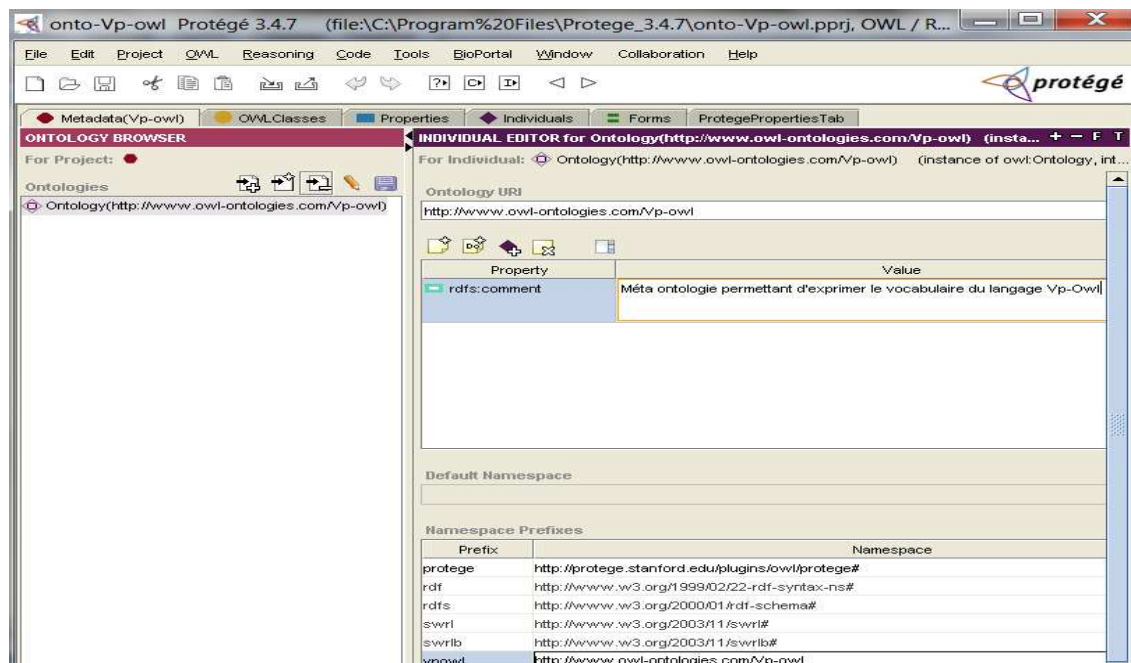 onto-Vp-owl Protégé 3.4.7 (file:\C:\Program%20Files\Protege_3.4.7\onto-Vp-owl.pprj, OWL / R...
File Edit Project OWL Reasoning Code Tools BioPortal Window Collaboration Help
protégé
Metadata(Vp-owl) OWLClasses Properties Individuals Forms ProtegePropertiesTab
ONTOLOGY BROWSER
For Project:
Ontologies
Ontology(http://www.owl-ontologies.com/Vp-owl)
INDIVIDUAL EDITOR for Ontology(http://www.owl-ontologies.com/Vp-owl) (insta... + - F T
For Individual: Ontology(http://www.owl-ontologies.com/Vp-owl) (instance of owl:Ontology, int...
Ontology URI
http://www.owl-ontologies.com/Vp-owl
Property Value
rdfs:comment Méta ontologie permettant d'exprimer le vocabulaire du langage Vp-Owl
Default Namespace
Namespace Prefixes
Prefix Namespace
protege http://protege.stanford.edu/plugins/owl/protege#
rdf http://www.w3.org/1999/02/22-rdf-syntax-ns#
rdfs http://www.w3.org/2000/01/rdf-schema#
swrl http://www.w3.org/2003/11/swrl#
swrlb http://www.w3.org/2003/11/swrlb#
vpowl http://www.owl-ontologies.com/Vp-owl